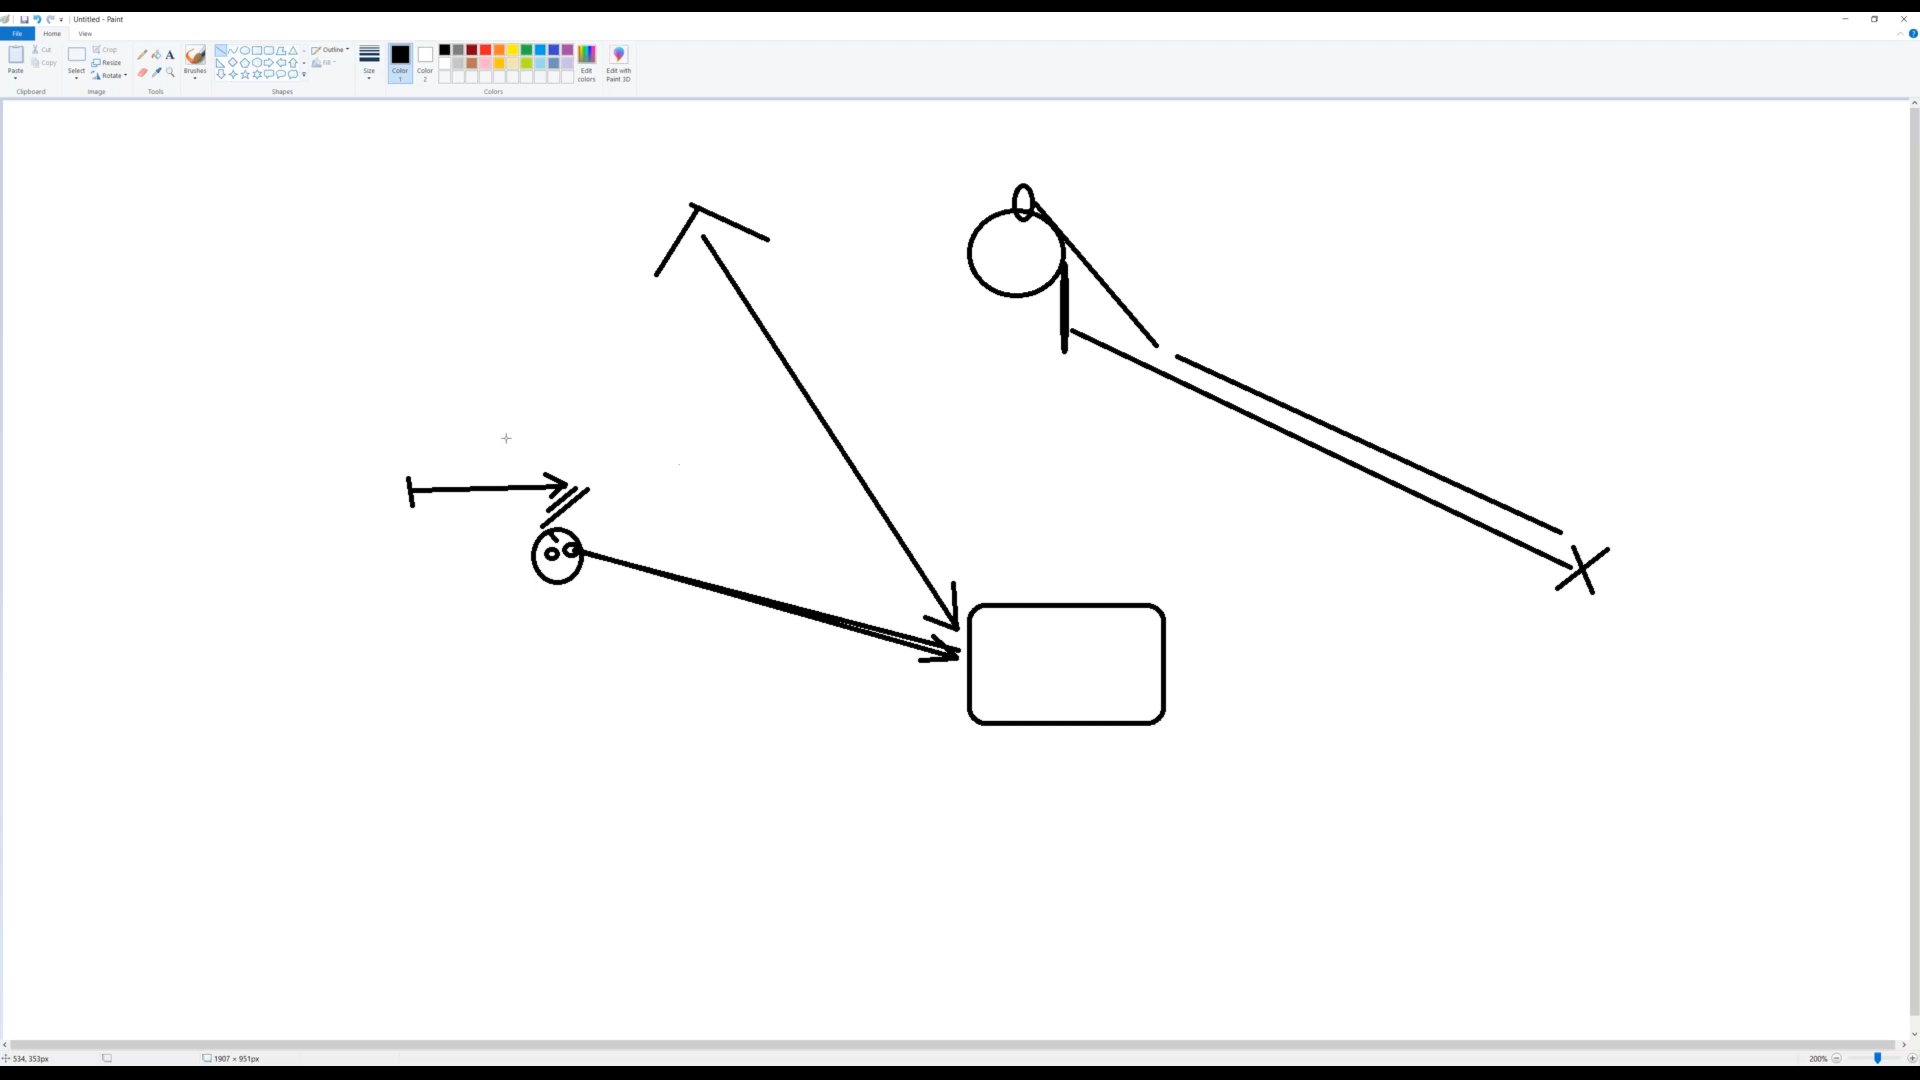 Untitled - Paint
File Home View
Cut
Copy
Paste
Clipboard
Select
Crop
Resize
Rotate
Image
A
Tools
Brushes
Outline
Fill
Shapes
Size
Color 1
Color 2
Edit colors
Colors
Edit with Paint 3D
534, 353px
1907 × 951px
200%